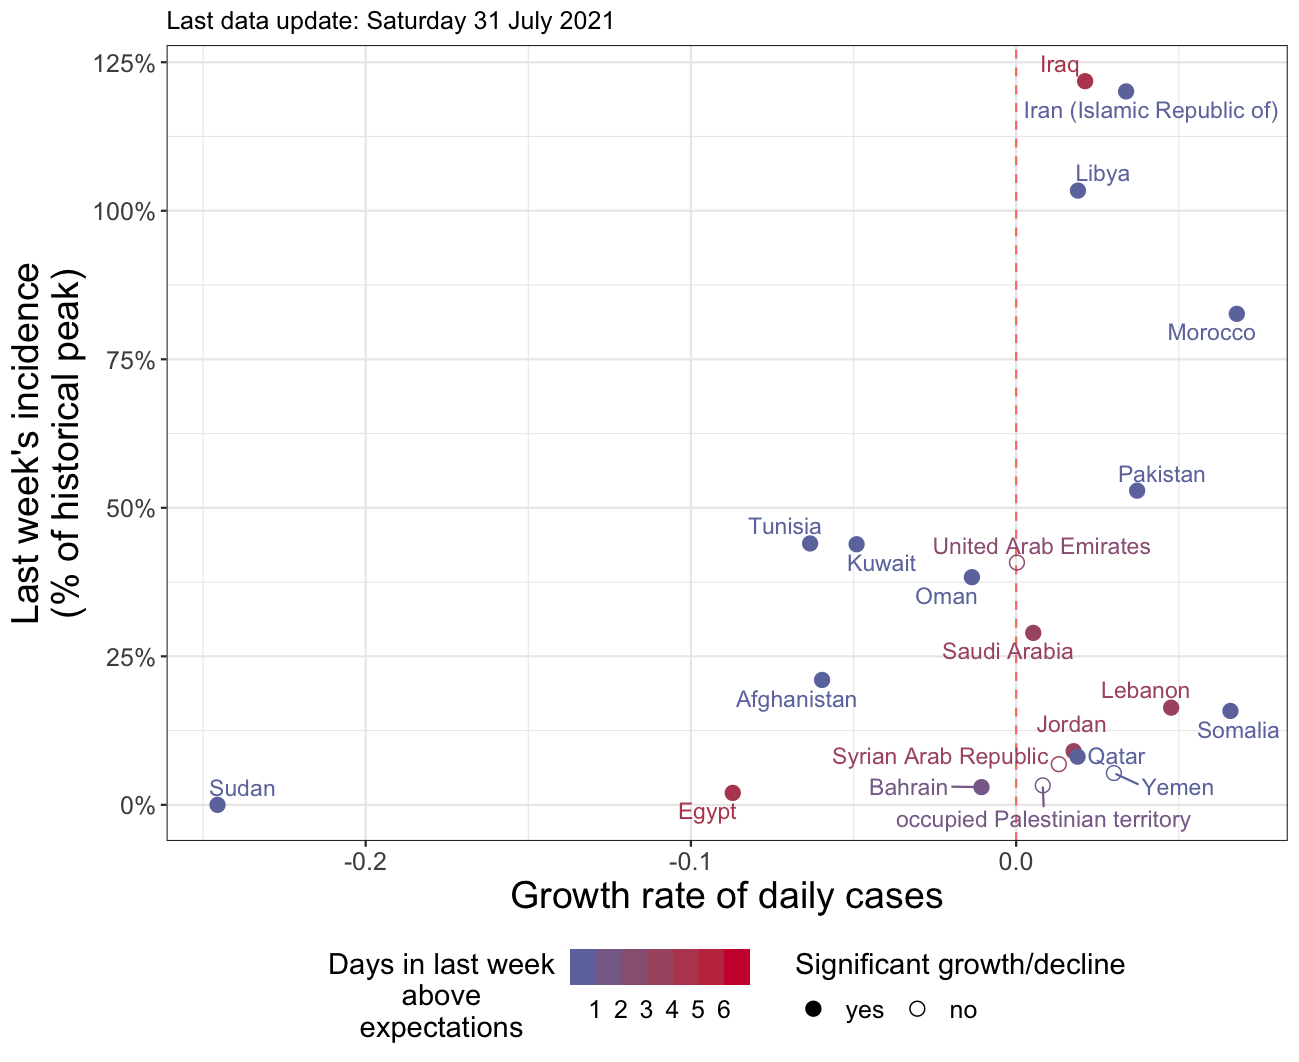 Last data update: Saturday 31 July 2021
125%
100%
75%
50%
25%
0%
Last week's incidence
(% of historical peak)
Iraq
Iran (Islamic Republic of)
Libya
Morocco
Pakistan
Tunisia
United Arab Emirates
Kuwait
Oman
Saudi Arabia
Lebanon
Afghanistan
Jordan
Somalia
Syrian Arab Republic
Qatar
Sudan
Bahrain
Yemen
Egypt
occupied Palestinian territory
-0.2
-0.1
0.0
Growth rate of daily cases
Days in last week
above
expectations
1 2 3 4 5 6
Significant growth/decline
yes
no